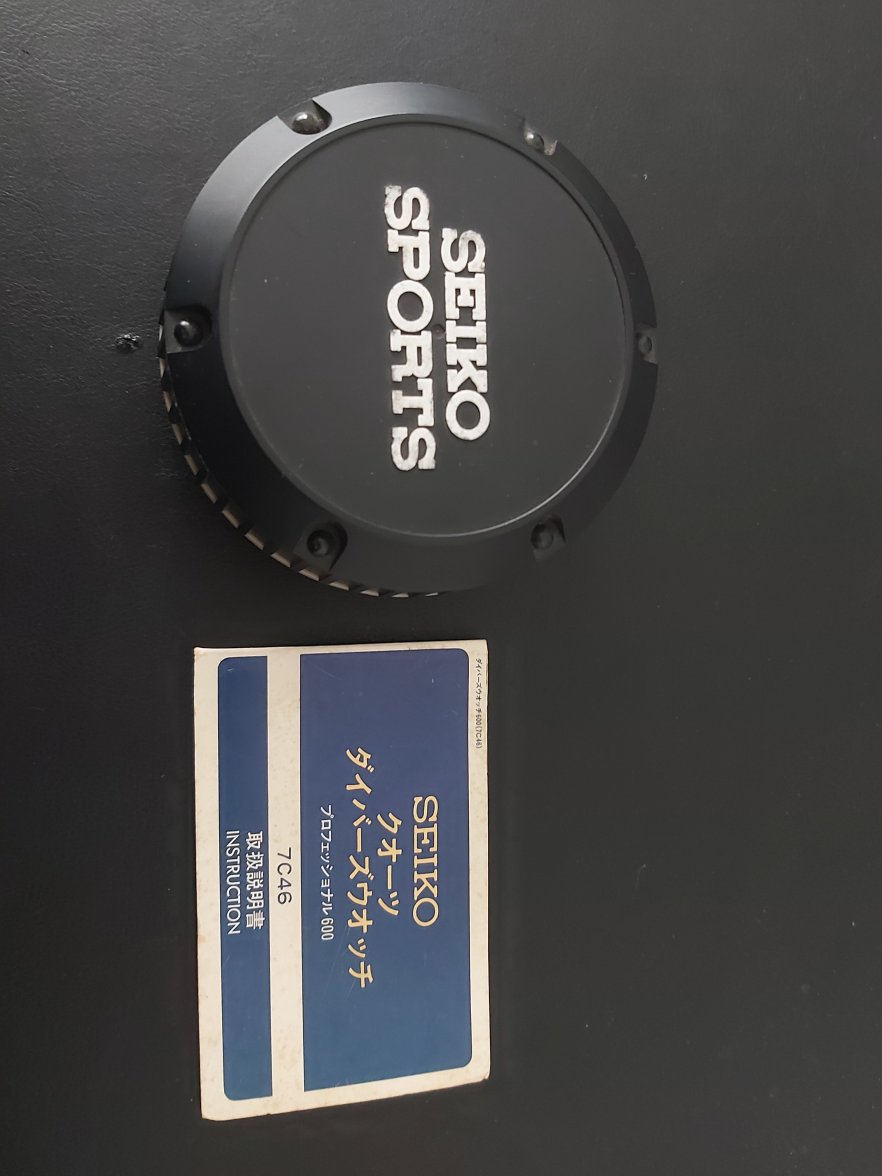 SEIKO
SPORTS
ダイバーズウオッチ600(7C46)
SEIKO
クオーツ
ダイバーズウオッチ
プロフェッショナル600
7C46
取扱説明書
INSTRUCTION